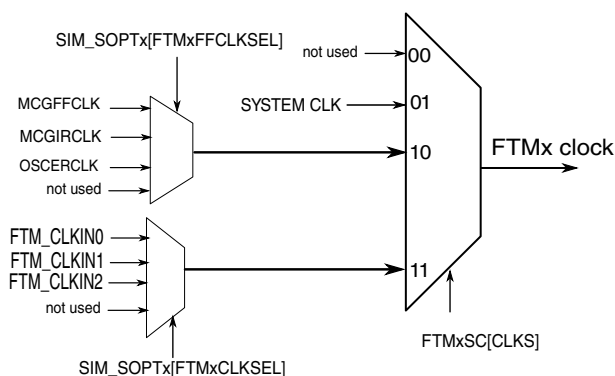 SIM_SOPTx[FTMxFFCLKSEL]
not used
00
MCGFFCLK
SYSTEM CLK
01
MCGIRCLK
10
FTMx clock
OSCERCLK
not used
FTM_CLKIN0
FTM_CLKIN1
11
FTM_CLKIN2
not used
FTMxSC[CLKS]
SIM_SOPTx[FTMxCLKSEL]